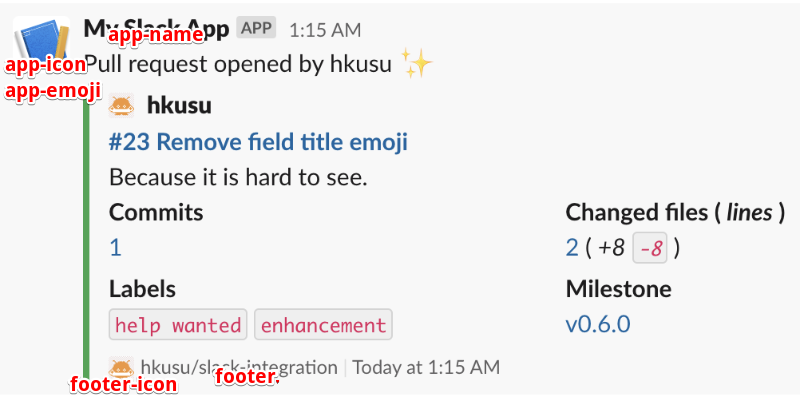 My Slack App APP 1:15 AM
app-name
Pull request opened by hkusu ✨
app-icon
app-emoji
hkusu
#23 Remove field title emoji
Because it is hard to see.
Commits Changed files ( lines )
1 2 ( +8 -8 )
Labels Milestone
help wanted enhancement v0.6.0
hkusu/slack-integration | Today at 1:15 AM
footer-icon footer.